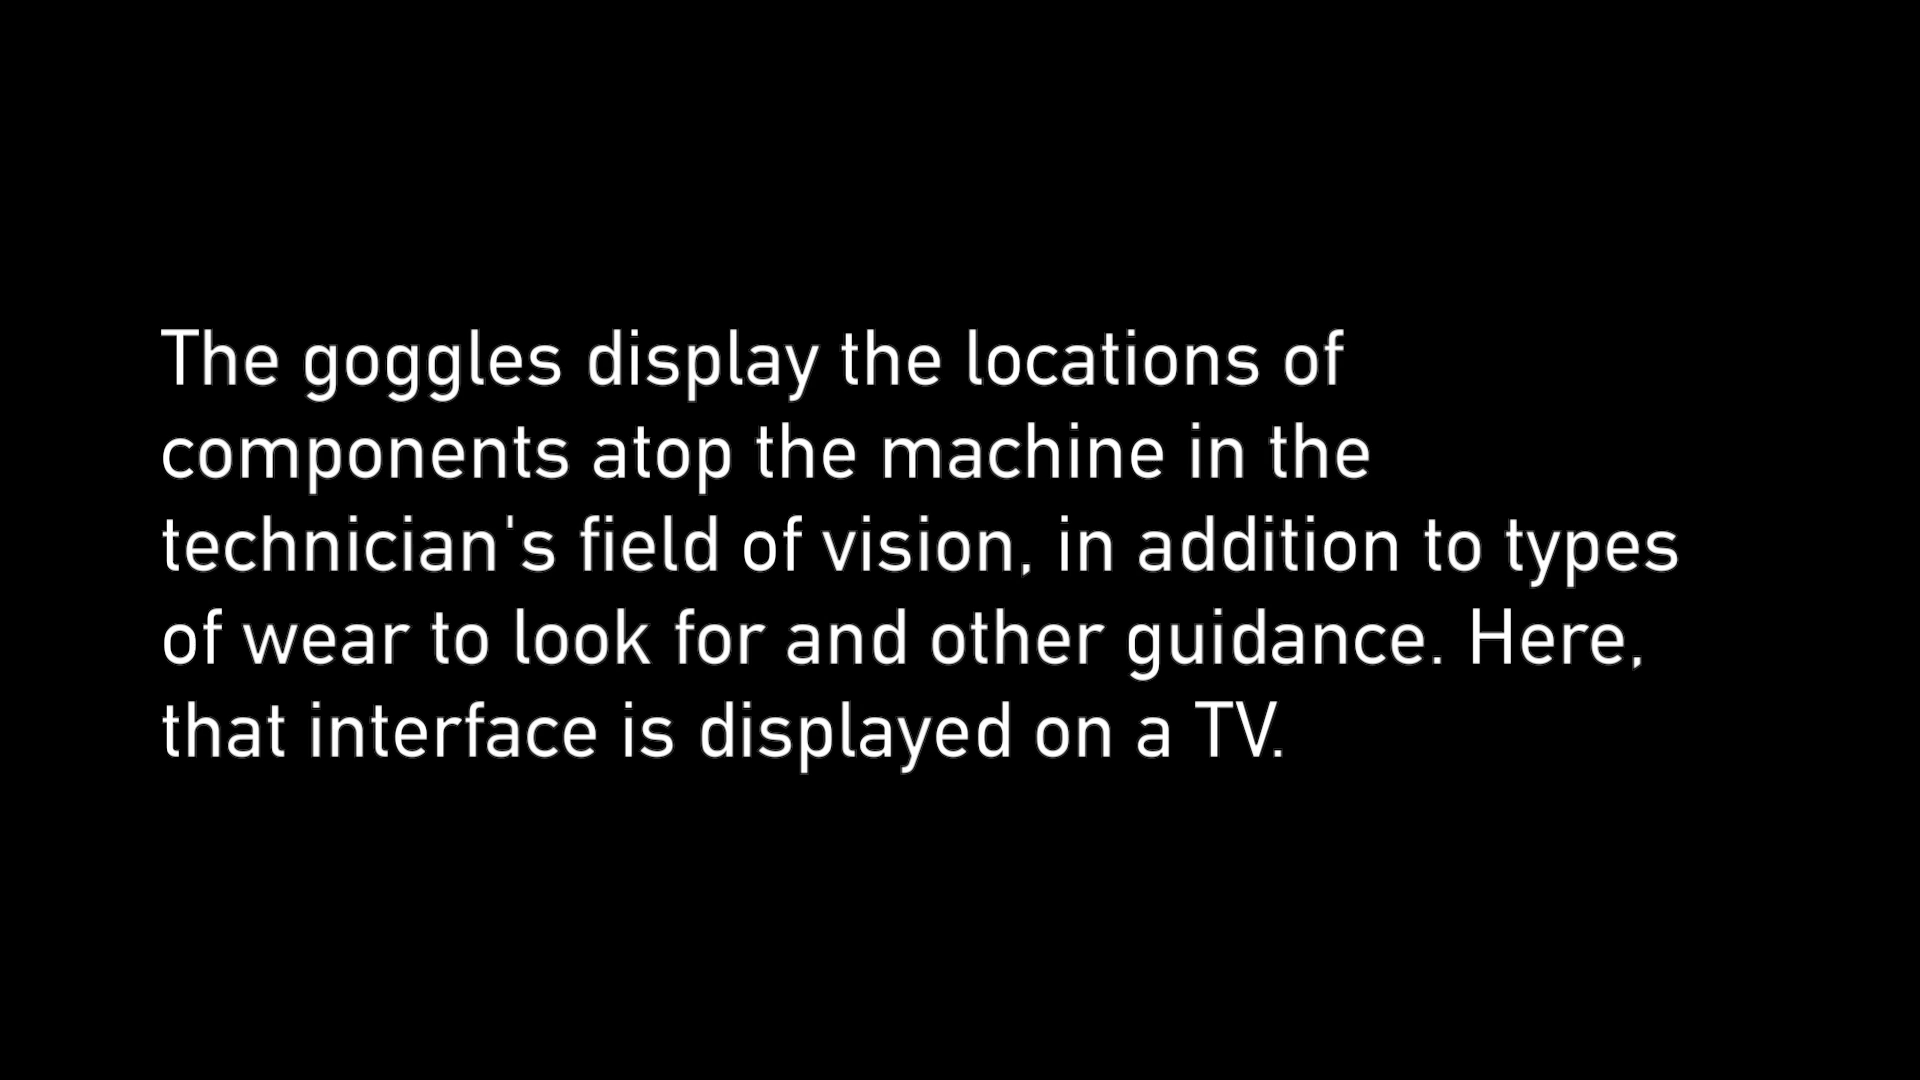 The goggles display the locations of
components atop the machine in the
technician's field of vision, in addition to types
of wear to look for and other guidance. Here,
that interface is displayed on a TV.